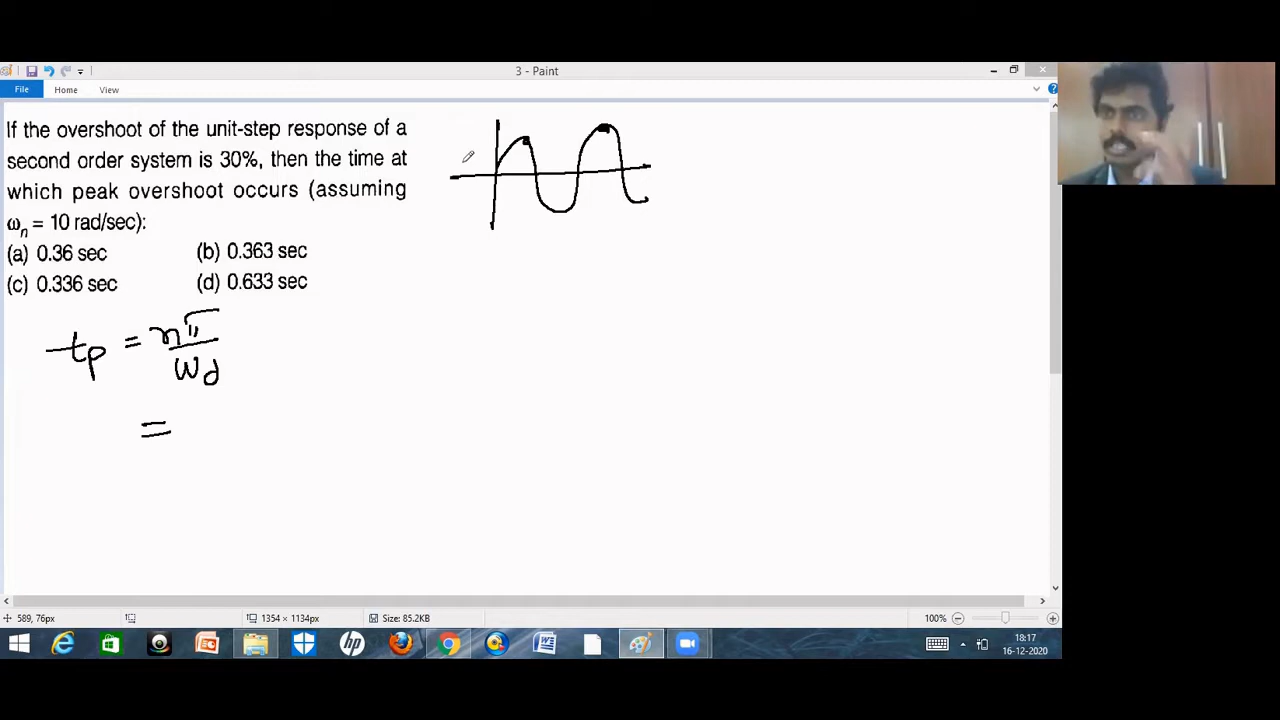 3 - Paint
File Home View
If the overshoot of the unit-step response of a
second order system is 30%, then the time at
which peak overshoot occurs (assuming
ωn = 10 rad/sec):
(a) 0.36 sec (b) 0.363 sec
(c) 0.336 sec (d) 0.633 sec
tp = nπ
ωd
=
589, 76px 1354 × 1134px Size: 85.2KB 100%
18:17
16-12-2020